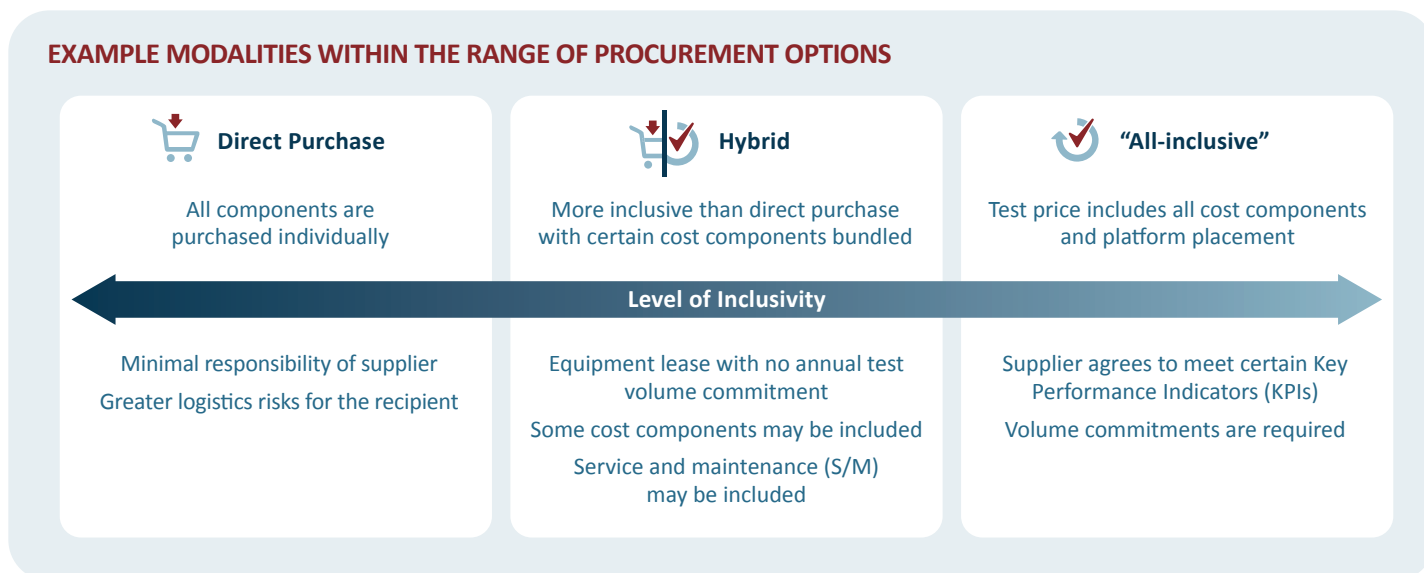 EXAMPLE MODALITIES WITHIN THE RANGE OF PROCUREMENT OPTIONS
Direct Purchase
All components are
purchased individually
Hybrid
More inclusive than direct purchase
with certain cost components bundled
“All-inclusive”
Test price includes all cost components
and platform placement
Level of Inclusivity
Minimal responsibility of supplier
Greater logistics risks for the recipient
Equipment lease with no annual test
volume commitment
Some cost components may be included
Service and maintenance (S/M)
may be included
Supplier agrees to meet certain Key
Performance Indicators (KPIs)
Volume commitments are required